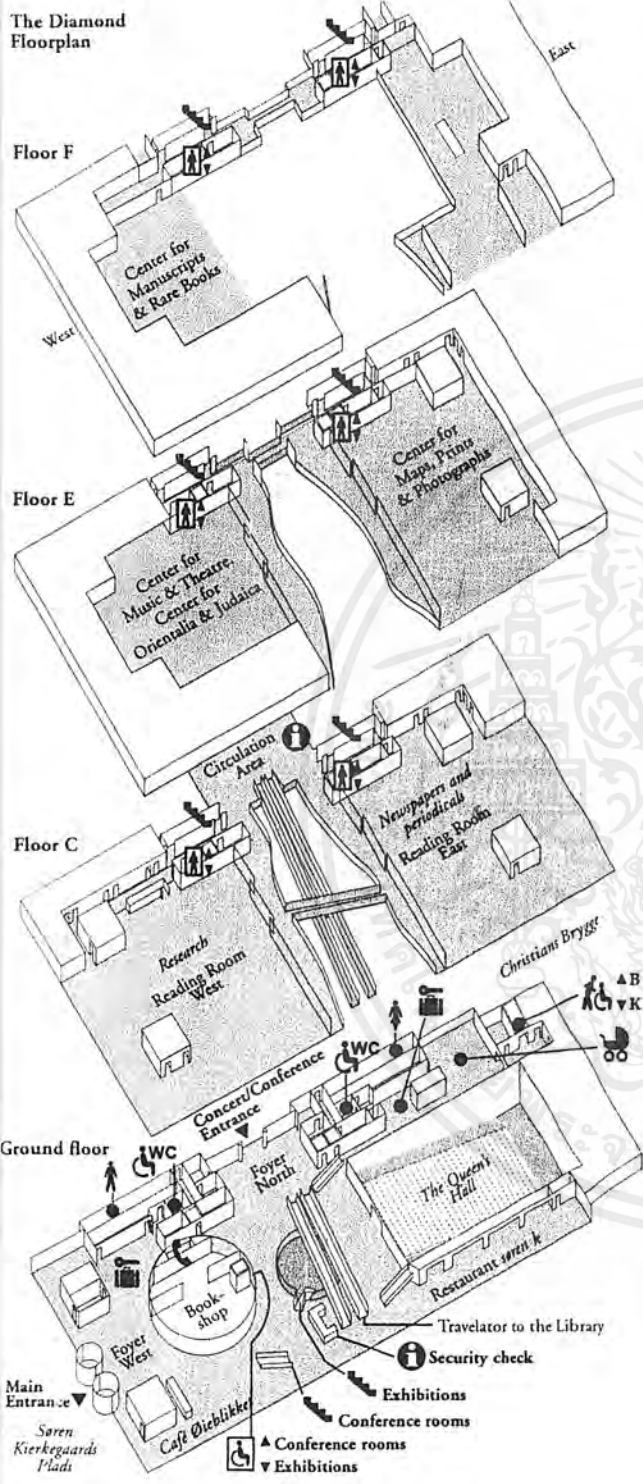 The Diamond
Floorplan
East
Floor F
Center for
Manuscripts
& Rare Books
West
Floor E
Center for
Maps, Prints
& Photographs
Center for
Music & Theatre,
Center for
Orientalia & Judaica
Circulation
Area
Floor C
Newspapers and
periodicals
Reading Room
East
Research
Reading Room
West
Christians Brygge
B
K
WC
Concert/Conference
Entrance
Ground floor
WC
Foyer
North
The Queen's
Hall
Restaurant søren k
Book-
shop
Travelator to the Library
Foyer
West
Security check
Main
Entrance
Exhibitions
Café Øieblikket
Conference rooms
Søren
Kierkegaards
Plads
Conference rooms
Exhibitions